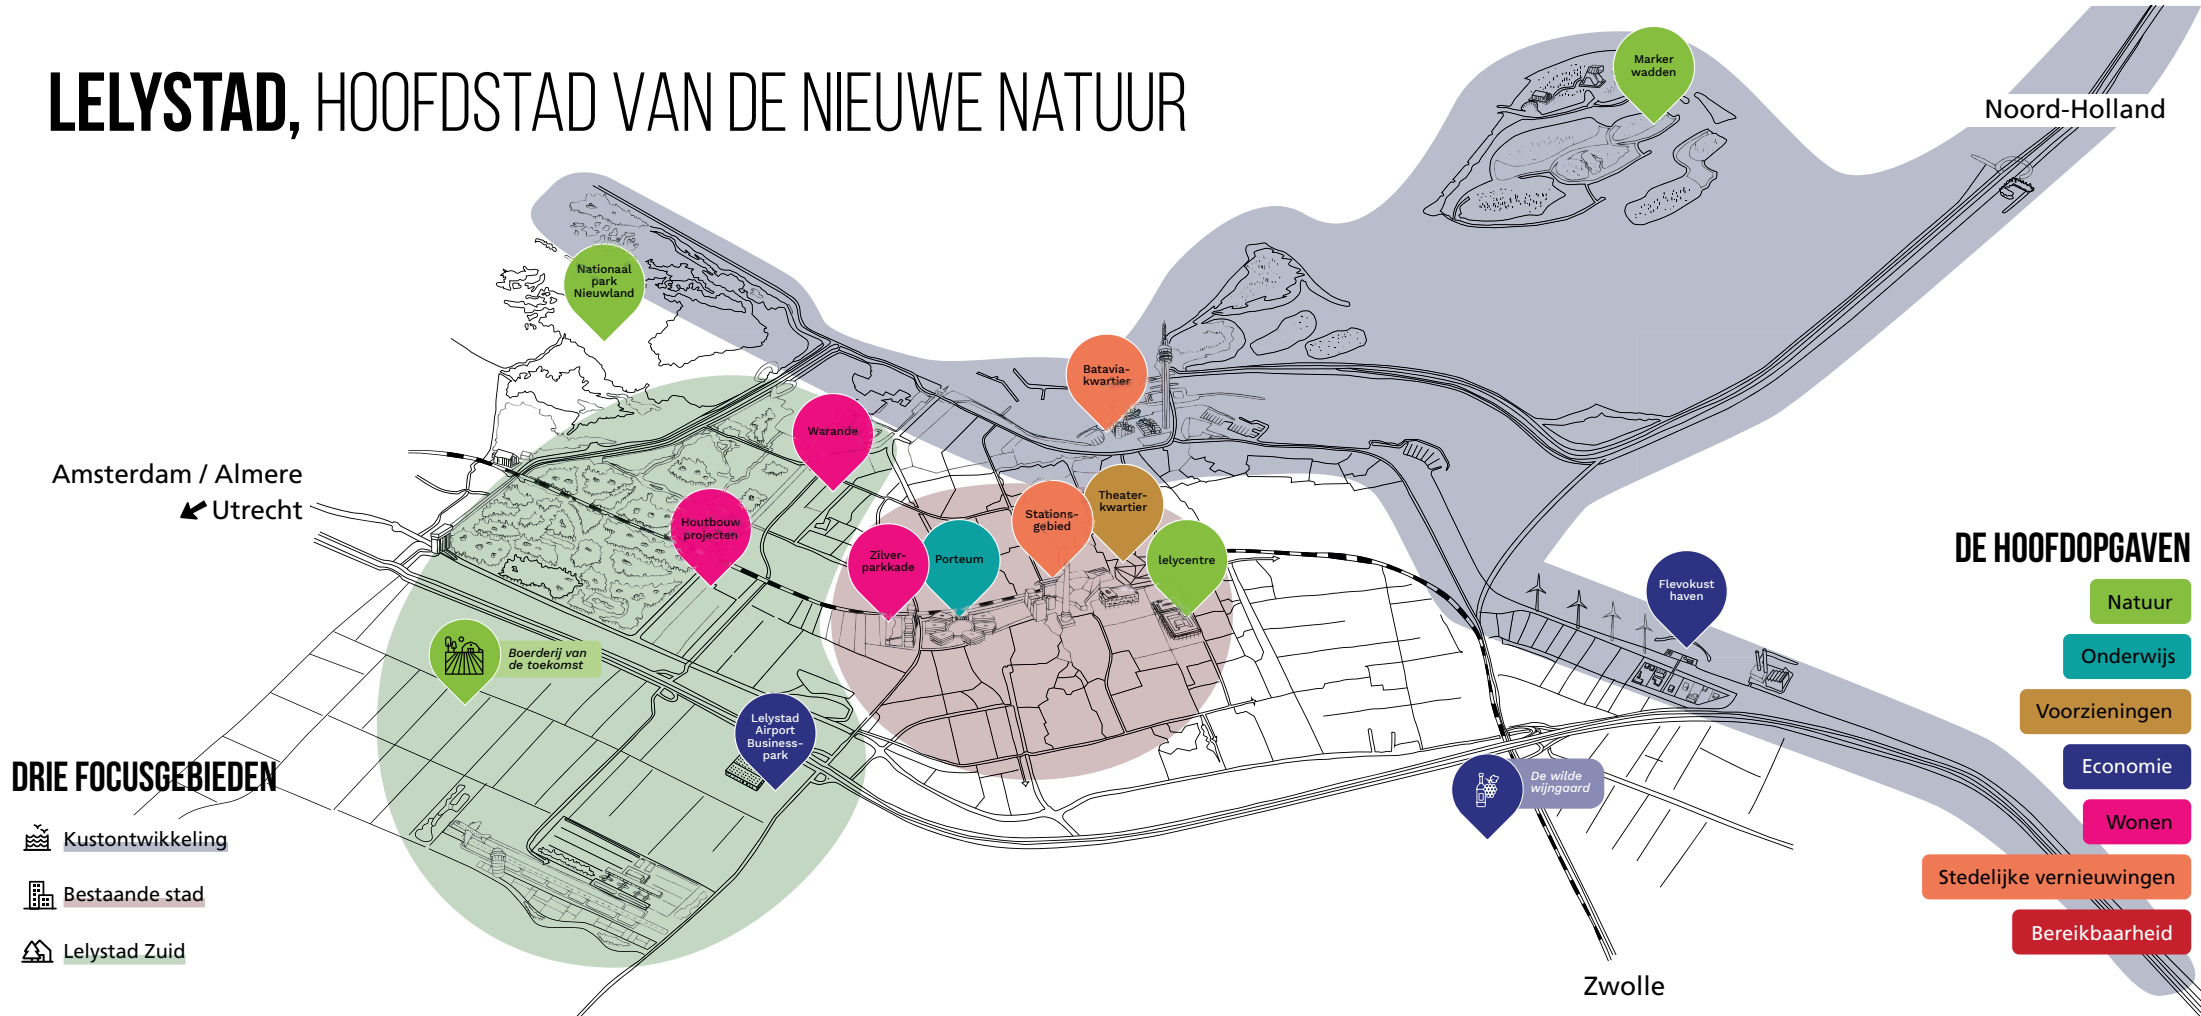 LELYSTAD, HOOFDSTAD VAN DE NIEUWE NATUUR
Marker
wadden
Noord-Holland
Nationaal
park
Nieuwland
Batavia-
kwartier
Warande
Amsterdam / Almere
Utrecht
Houtbouw
projecten
Zilver-
parkkade
Porteum
Stations-
gebied
Theater-
kwartier
lelycentre
Flevokust
haven
Boerderij van
de toekomst
Lelystad
Airport
Business-
park
De wilde
wijngaard
Zwolle
DRIE FOCUSGEBIEDEN
Kustontwikkeling
Bestaande stad
Lelystad Zuid
DE HOOFDOPGAVEN
Natuur
Onderwijs
Voorzieningen
Economie
Wonen
Stedelijke vernieuwingen
Bereikbaarheid